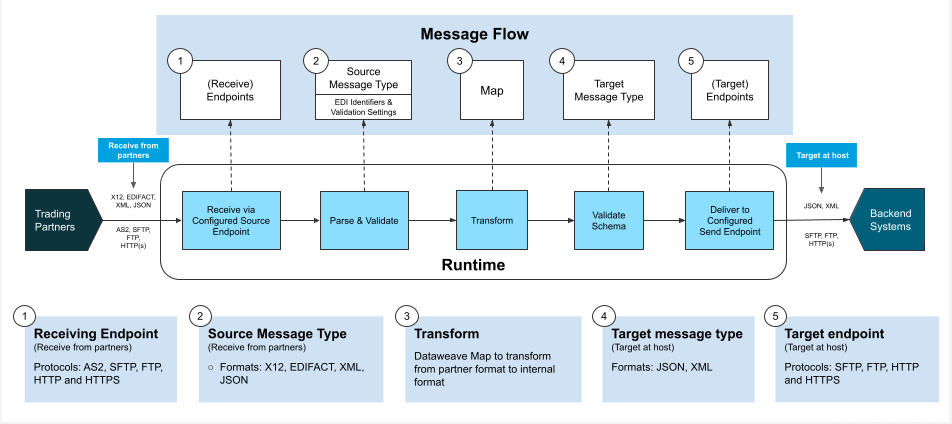 Message Flow
1
(Receive)
Endpoints
2
Source
Message Type
EDI Identifiers &
Validation Settings
3
Map
4
Target
Message Type
5
(Target)
Endpoints
Receive from
partners
Target at host
Trading
Partners
X12, EDIFACT,
XML, JSON
AS2, SFTP,
FTP,
HTTP(s)
Receive via
Configured Source
Endpoint
Parse & Validate
Transform
Validate
Schema
Deliver to
Configured
Send Endpoint
JSON, XML
SFTP, FTP,
HTTP(s)
Backend
Systems
Runtime
1
Receiving Endpoint
(Receive from partners)
Protocols: AS2, SFTP, FTP,
HTTP and HTTPS
2
Source Message Type
(Receive from partners)
○ Formats: X12, EDIFACT, XML,
JSON
3
Transform
Dataweave Map to transform
from partner format to internal
format
4
Target message type
(Target at host)
Formats: JSON, XML
5
Target endpoint
(Target at host)
Protocols: SFTP, FTP, HTTP
and HTTPS